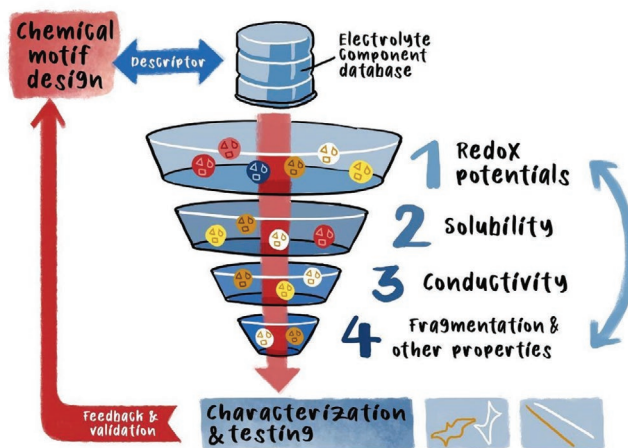 Chemical
motif
design
Descriptor
Electrolyte
Component
database
1 Redox
potentials
2 Solubility
3 Conductivity
4 Fragmentation &
other properties
Feedback &
validation
Characterization
& testing